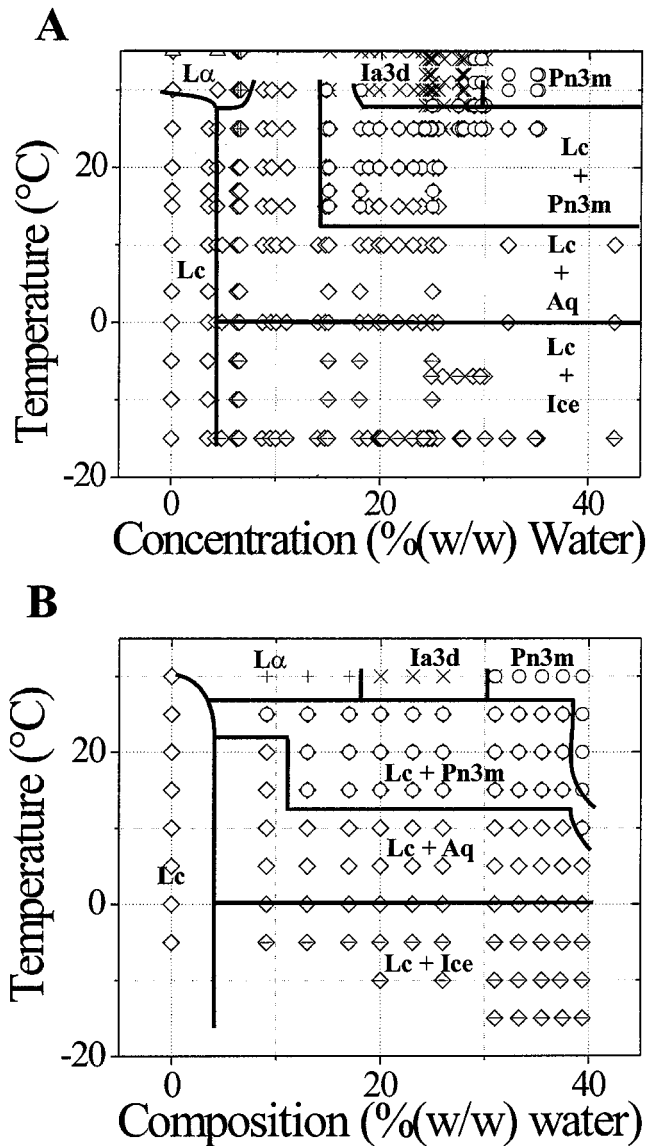 A
Lα
Ia3d
Pn3m
Lc
+
Pn3m
Lc
Lc
+
Aq
Lc
+
Ice
20
0
-20
Temperature (°C)
0
20
40
Concentration (%(w/w) Water)
B
Lα
Ia3d
Pn3m
Lc + Pn3m
Lc + Aq
Lc
Lc + Ice
20
0
-20
Temperature (°C)
0
20
40
Composition (%(w/w) water)